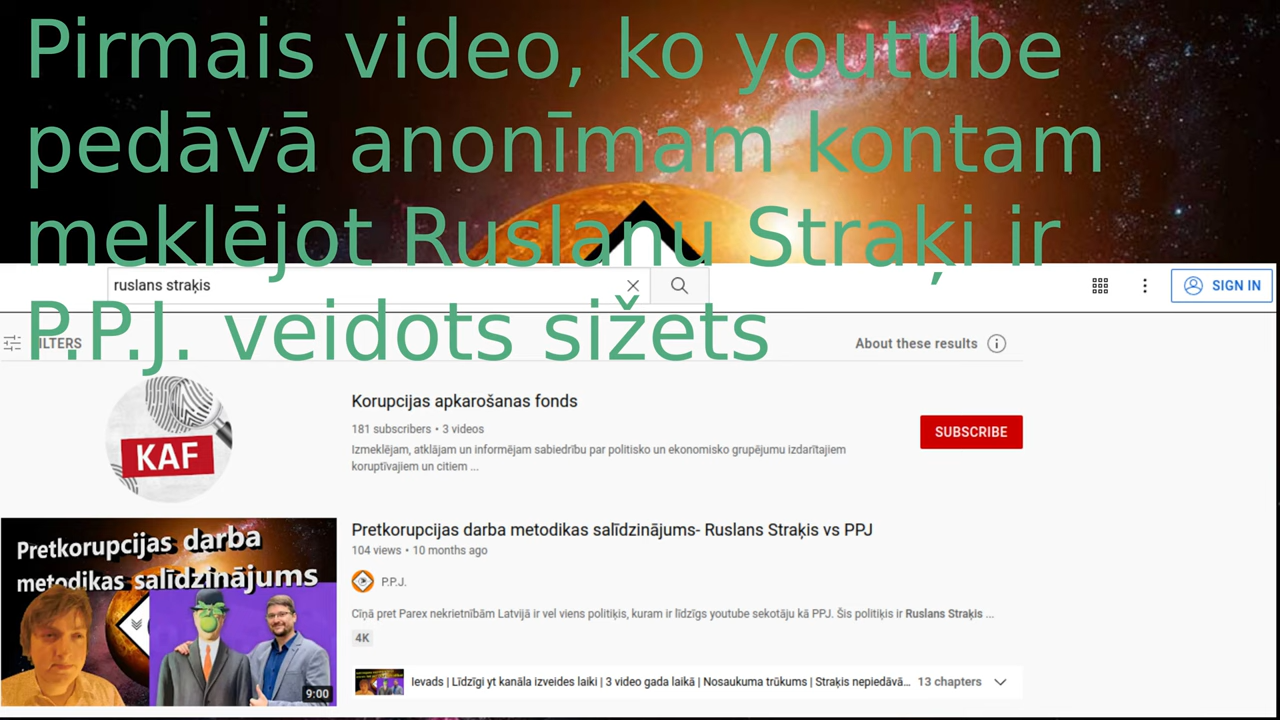 Pirmais video, ko youtube
pedāvā anonīmam kontam
meklējot Ruslanu Straķi ir
P.P.J. veidots sižets
ruslans straķis
SIGN IN
FILTERS
About these results
KAF
Korupcijas apkarošanas fonds
181 subscribers • 3 videos
Izmeklējam, atklājam un informējam sabiedrību par politisko un ekonomisko grupējumu izdarītajiem
koruptīvajiem un citiem ...
SUBSCRIBE
Pretkorupcijas darba
metodikas salīdzinājums
9:00
Pretkorupcijas darba metodikas salīdzinājums- Ruslans Straķis vs PPJ
104 views • 10 months ago
P.P.J.
Cīņā pret Parex nekrietnībām Latvijā ir vel viens politiķis, kuram ir līdzīgs youtube sekotāju kā PPJ. Šis politiķis ir Ruslans Straķis ...
4K
Ievads | Līdzīgi yt kanāla izveides laiki | 3 video gada laikā | Nosaukuma trūkums | Straķis nepiedāvā...
13 chapters